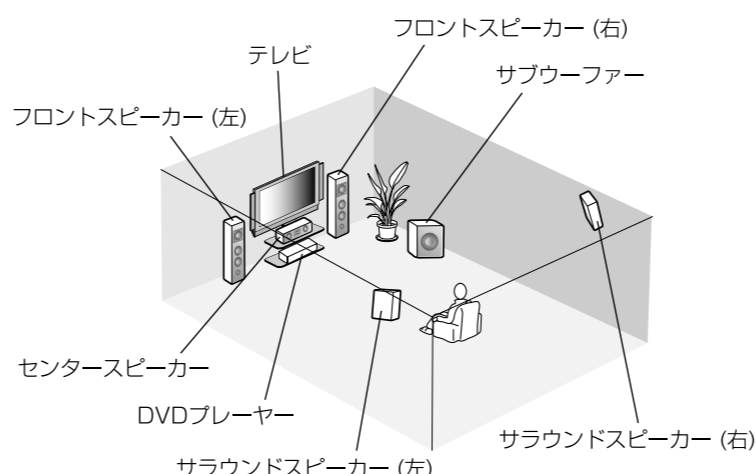 フロントスピーカー (右)
テレビ
サブウーファー
フロントスピーカー (左)
センタースピーカー
DVDプレーヤー
サラウンドスピーカー (右)
サラウンドスピーカー (左)